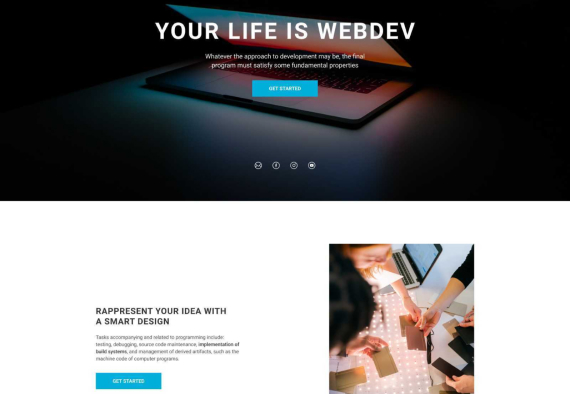 YOUR LIFE IS WEBDEV
Whatever the approach to development may be, the final
program must satisfy some fundamental properties
GET STARTED
RAPPRESENT YOUR IDEA WITH
A SMART DESIGN
Tasks accompanying and related to programming include:
testing, debugging, source code maintenance, implementation of
build systems, and management of derived artifacts, such as the
machine code of computer programs.
GET STARTED